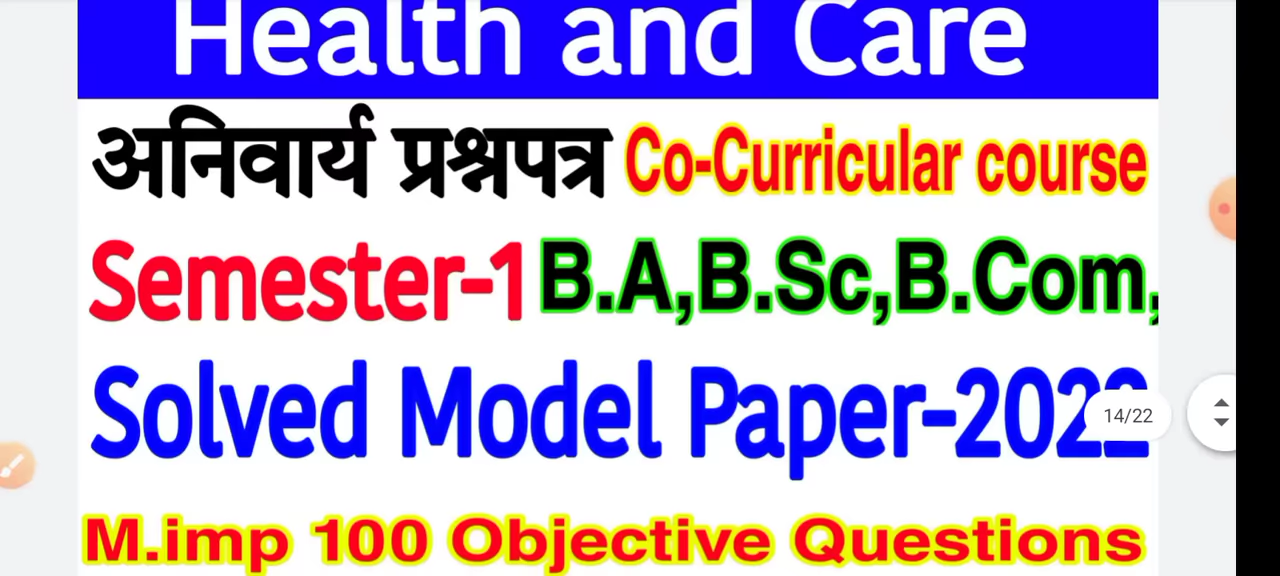 Health and Care
अनिवार्य प्रश्नपत्र Co-Curricular course
Semester-1 B.A,B.Sc,B.Com,
Solved Model Paper-2022
14/22
M.imp 100 Objective Questions